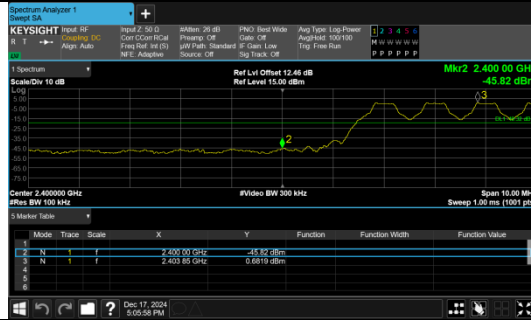 Spectrum Analyzer 1
Swept SA
+
KEYSIGHT Input: RF Input Z: 50 Ω #Atten: 26 dB PNO: Best Wide Avg Type: Log-Power 1 2 3 4 5 6
R T Coupling: DC Corr CCorr RCal Preamp: Off Gate: Off Avg|Hold: 100/100 M W W W W W
Align: Auto Freq Ref: Int (S) µW Path: Standard IF Gain: Low Trig: Free Run
NFE: Adaptive Source: Off Sig Track: Off P P P P P P
1 Spectrum
Scale/Div 10 dB
Ref Lvl Offset 12.46 dB
Ref Level 15.00 dBm
Mkr2 2.400 00 GH
-45.82 dBm
Log
5.00
-5.00
-15.0
-25.0
-35.0
-45.0
-55.0
-65.0
-75.0
2
3
Center 2.400000 GHz #Video BW 300 kHz Span 10.00 MH
#Res BW 100 kHz Sweep 1.00 ms (1001 pts
5 Marker Table
Mode Trace Scale X Y Function Function Width Function Value
1
2 N 1 f 2.400 00 GHz -45.82 dBm
3 N 1 f 2.403 85 GHz 0.6819 dBm
4
5
6
?
Dec 17, 2024
5:05:58 PM